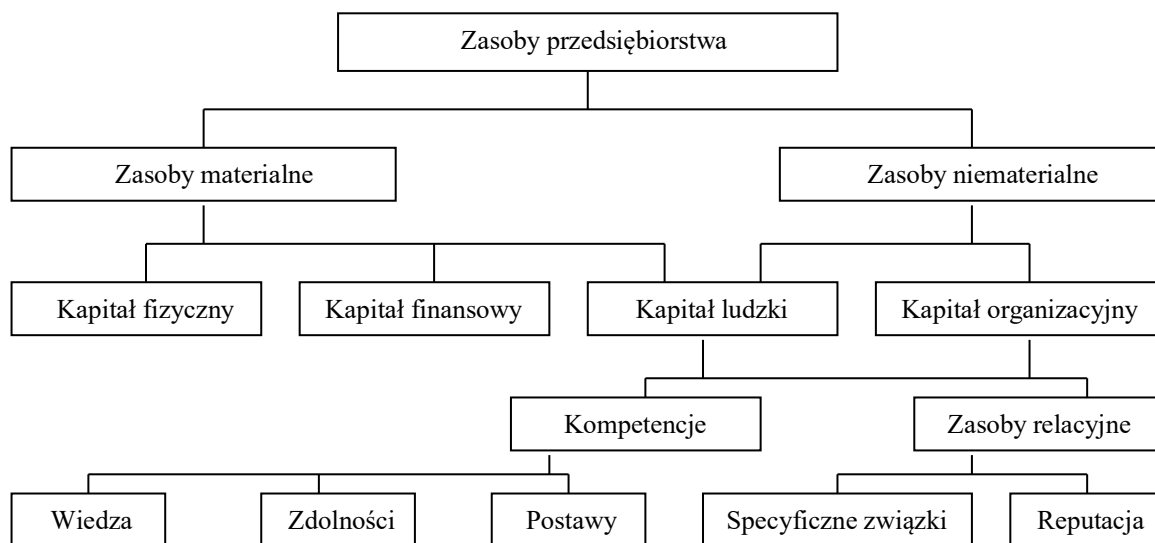 Zasoby przedsiębiorstwa
Zasoby materialne
Zasoby niematerialne
Kapitał fizyczny
Kapitał finansowy
Kapitał ludzki
Kapitał organizacyjny
Kompetencje
Zasoby relacyjne
Wiedza
Zdolności
Postawy
Specyficzne związki
Reputacja